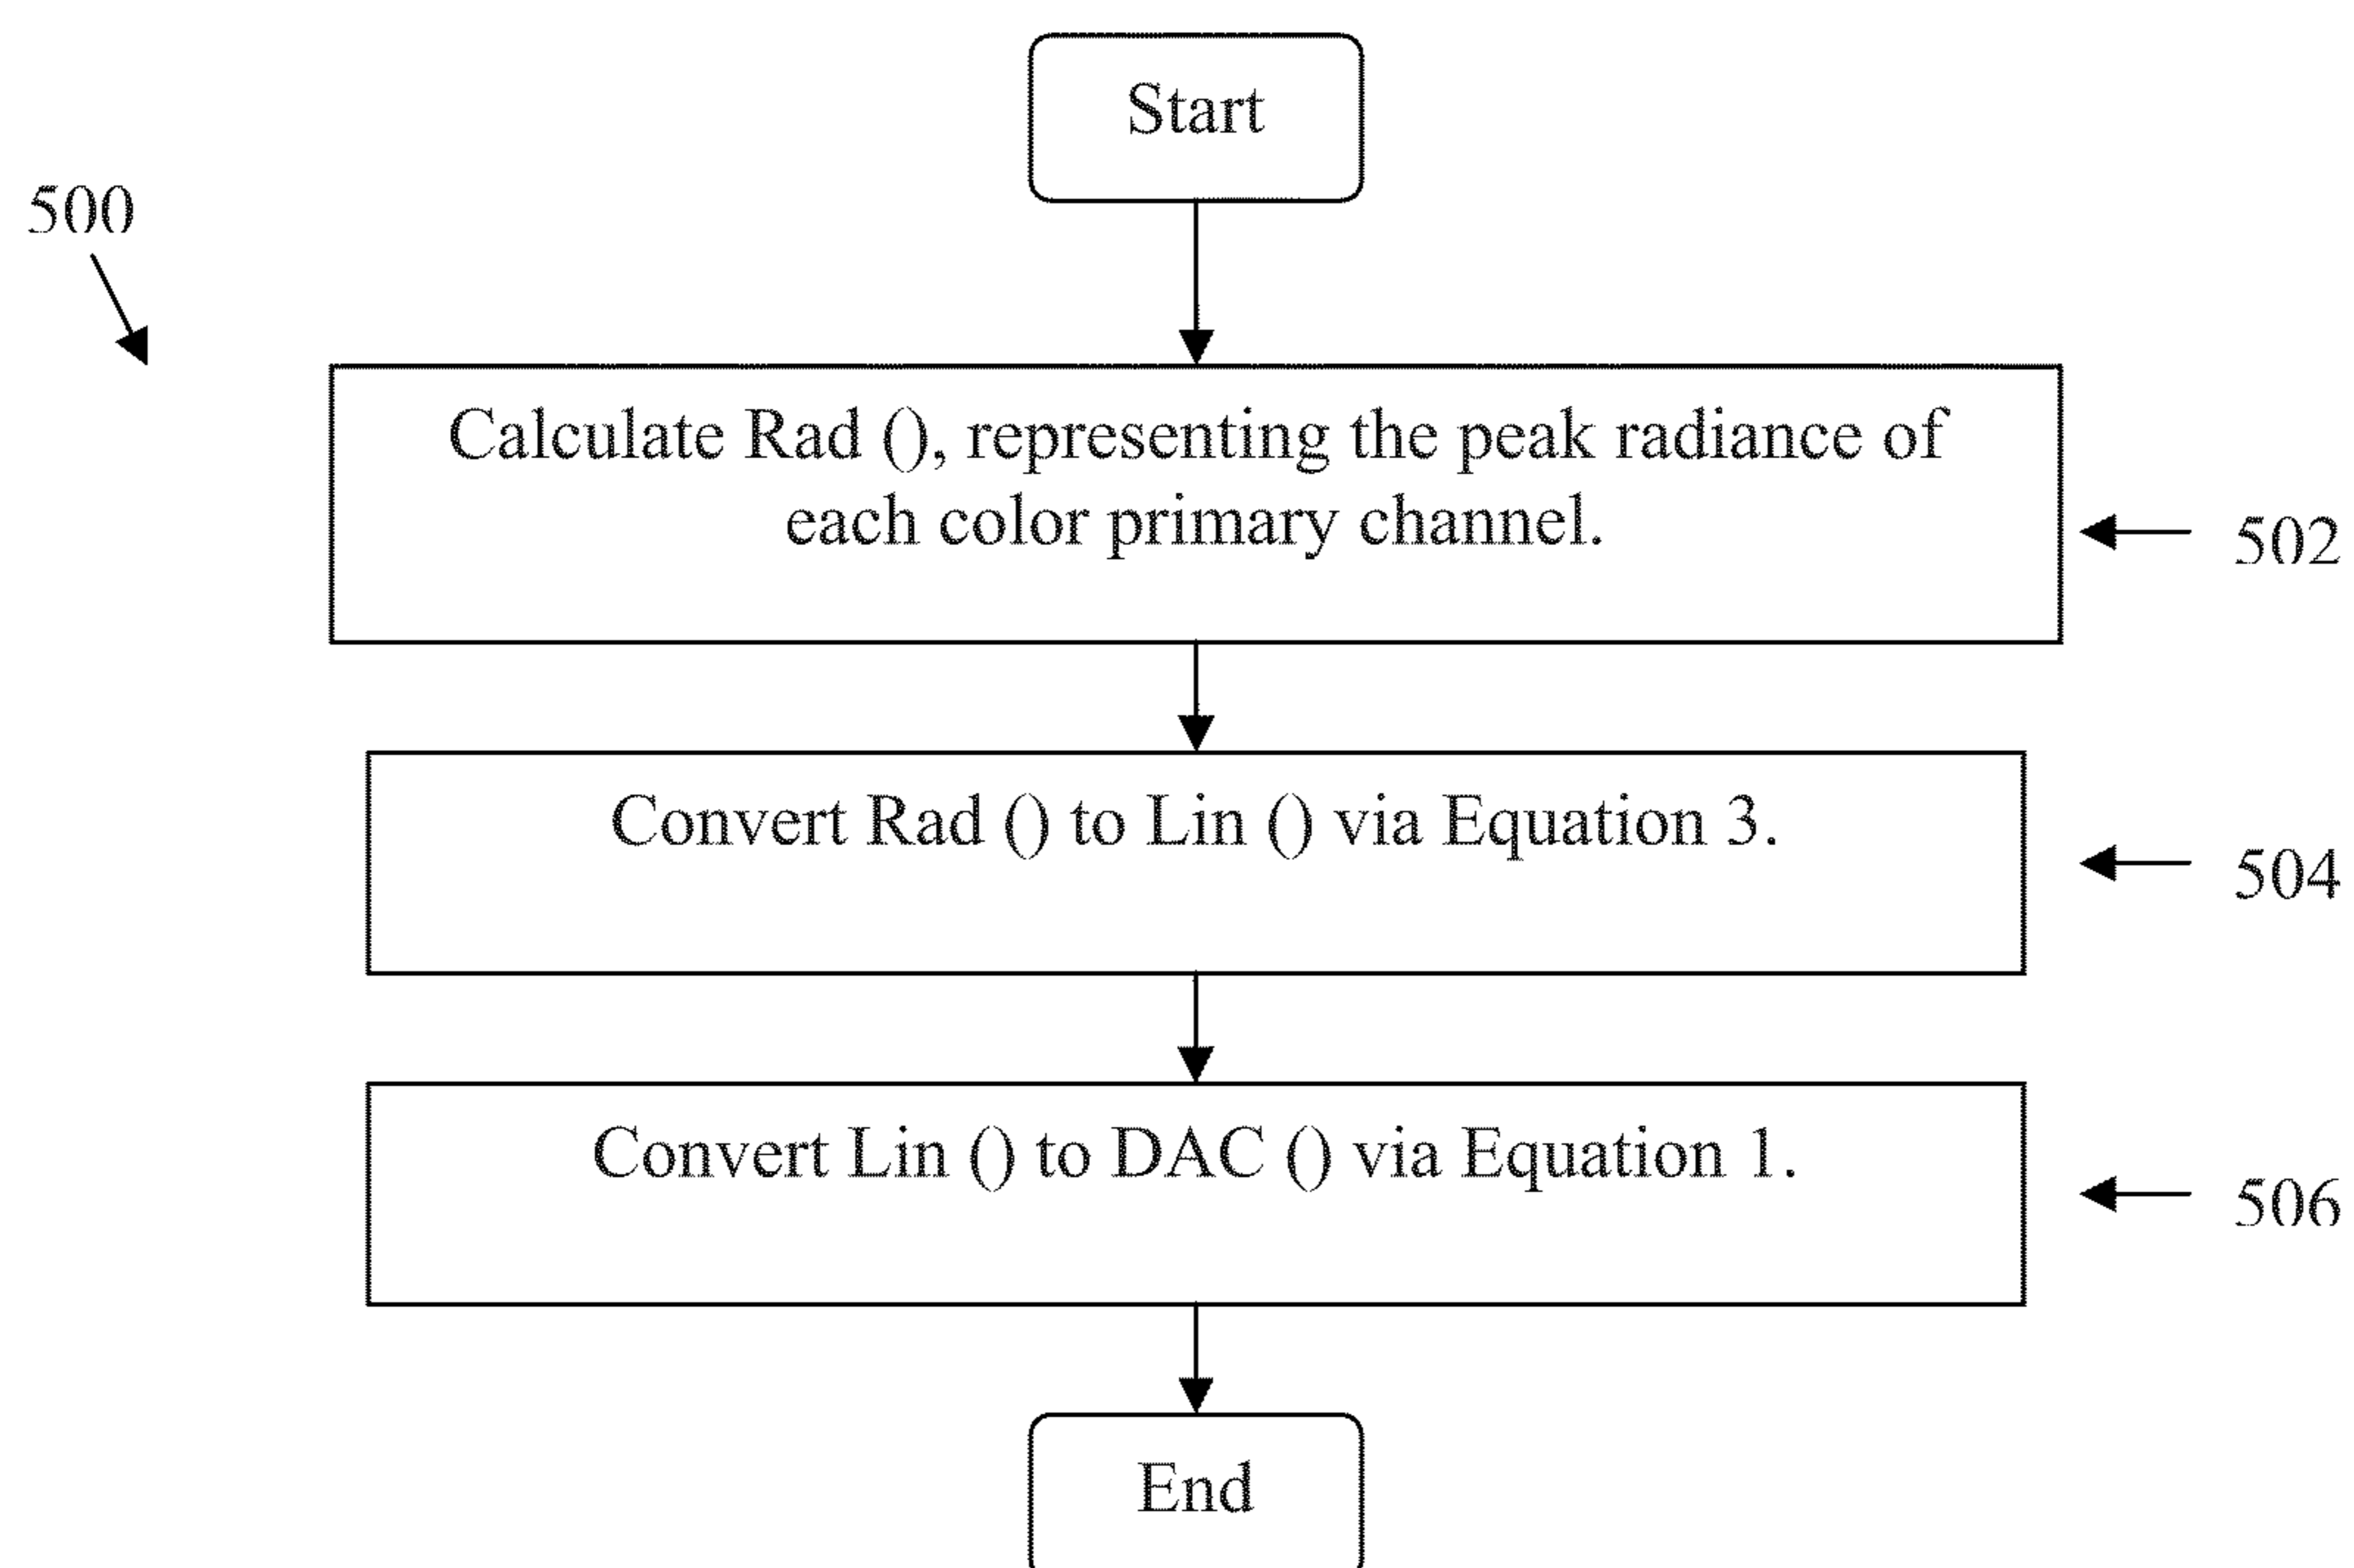 Start
500
Calculate Rad (), representing the peak radiance of
each color primary channel.
502
Convert Rad () to Lin () via Equation 3.
504
Convert Lin () to DAC () via Equation 1.
506
End